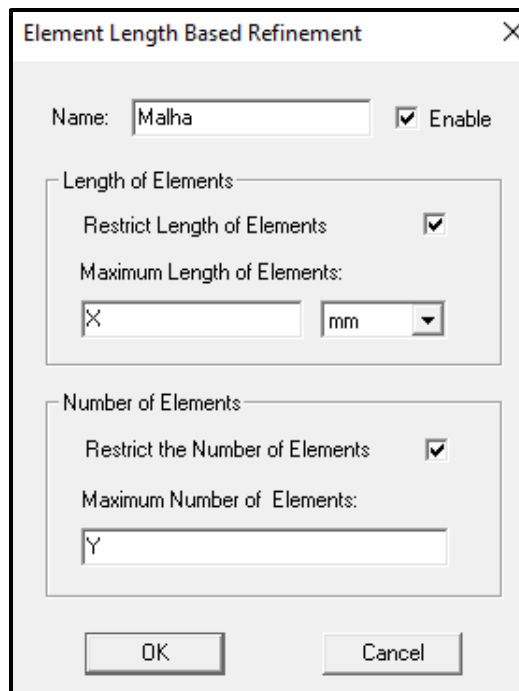 Element Length Based Refinement
Name: Malha Enable
Length of Elements
Restrict Length of Elements
Maximum Length of Elements:
X mm
Number of Elements
Restrict the Number of Elements
Maximum Number of Elements:
Y
OK Cancel